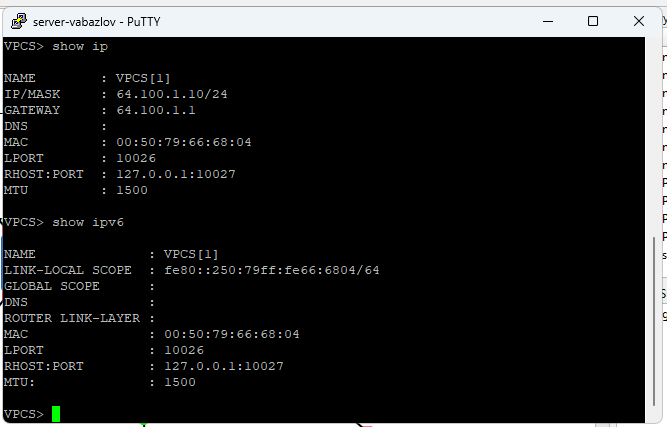 server-vabazlov - PuTTY
VPCS> show ip
NAME : VPCS[1]
IP/MASK : 64.100.1.10/24
GATEWAY : 64.100.1.1
DNS :
MAC : 00:50:79:66:68:04
LPORT : 10026
RHOST:PORT : 127.0.0.1:10027
MTU : 1500
VPCS> show ipv6
NAME : VPCS[1]
LINK-LOCAL SCOPE : fe80::250:79ff:fe66:6804/64
GLOBAL SCOPE :
DNS :
ROUTER LINK-LAYER :
MAC : 00:50:79:66:68:04
LPORT : 10026
RHOST:PORT : 127.0.0.1:10027
MTU: : 1500
VPCS>